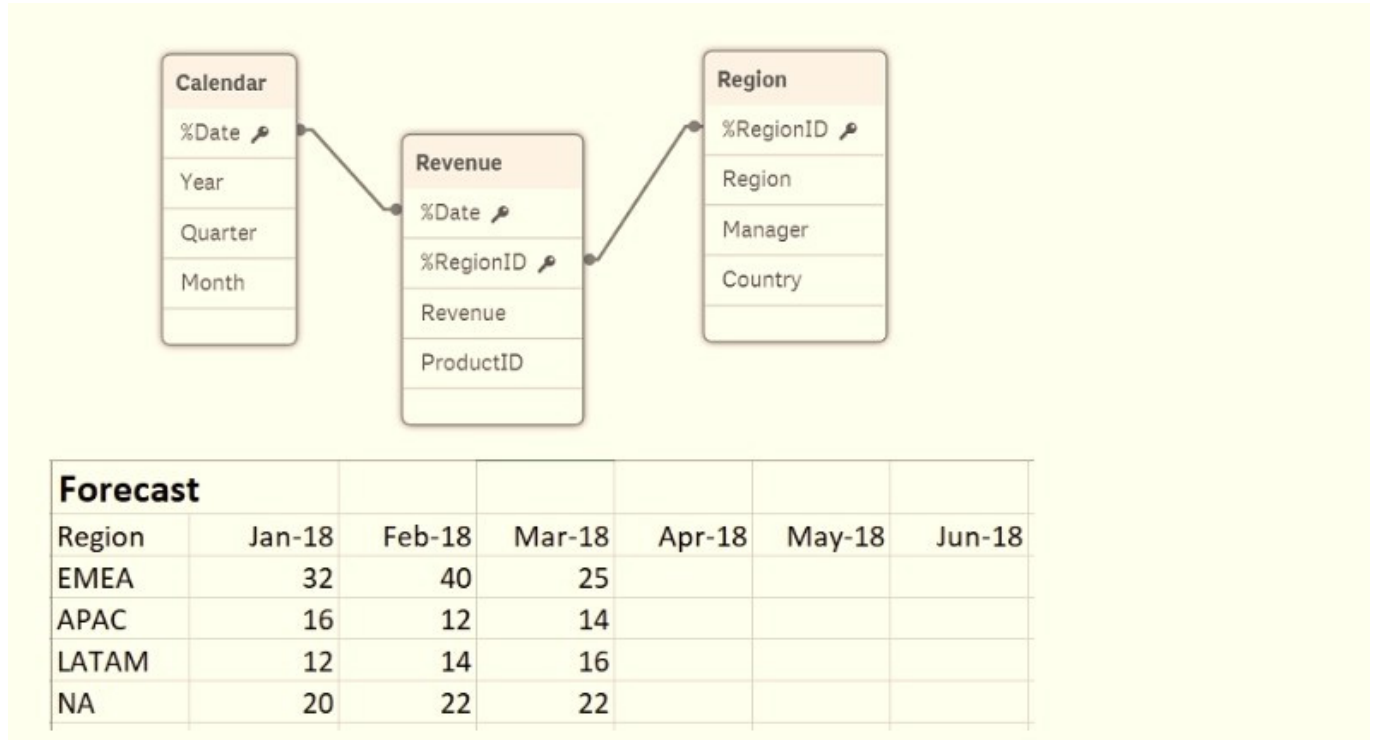 Calendar
%Date
Year
Quarter
Month
Revenue
%Date
%RegionID
Revenue
ProductID
Region
%RegionID
Region
Manager
Country
Forecast
Region Jan-18 Feb-18 Mar-18 Apr-18 May-18 Jun-18
EMEA 32 40 25
APAC 16 12 14
LATAM 12 14 16
NA 20 22 22